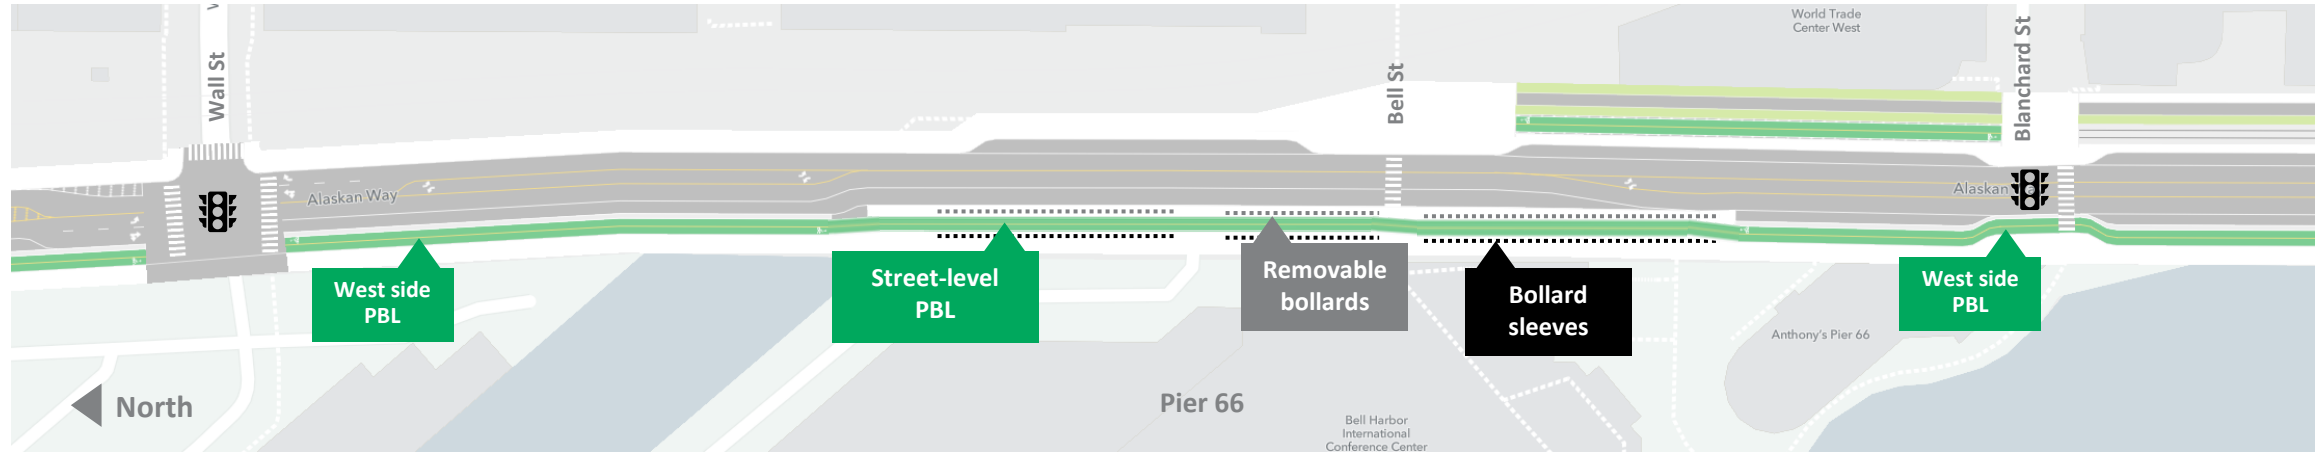 World Trade
Center West
Wall St
Bell St
Blanchard St
Alaskan Way
Alaskan
West side
PBL
Street-level
PBL
Removable
bollards
Bollard
sleeves
West side
PBL
Anthony's Pier 66
North
Pier 66
Bell Harbor
International
Conference Center